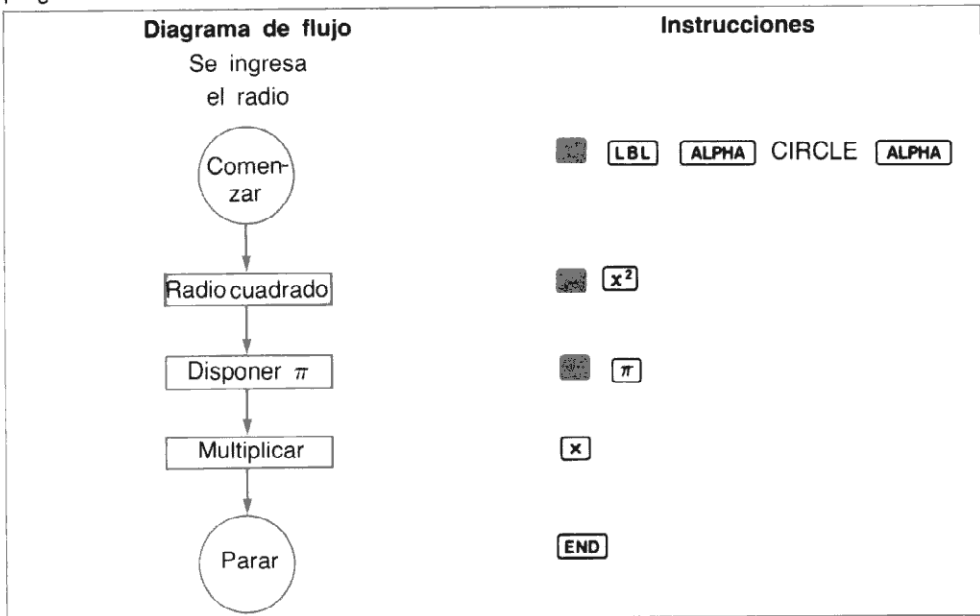 Diagrama de flujo
Instrucciones
Se ingresa
el radio
Comen-
zar
LBL ALPHA CIRCLE ALPHA
Radio cuadrado
x²
Disponer π
π
Multiplicar
×
Parar
END